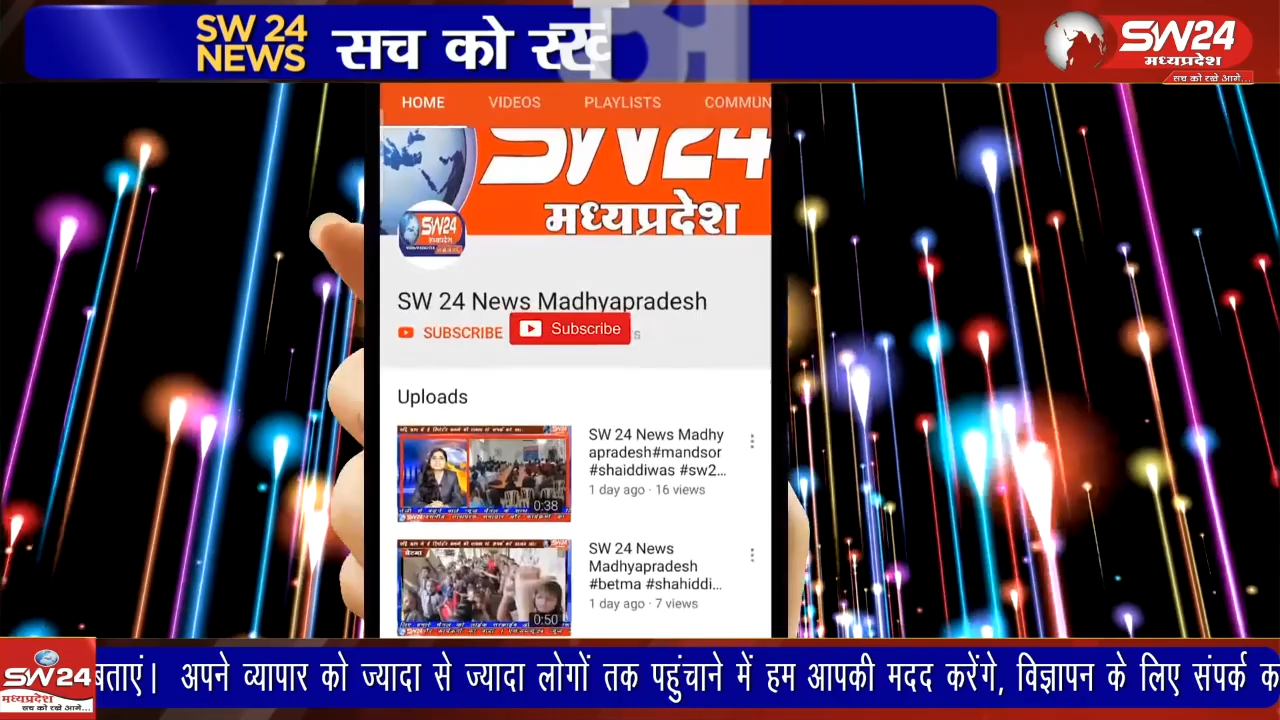 SW 24
NEWS
सच को रख
SW24
मध्यप्रदेश
सच को रखे आगे...
HOME VIDEOS PLAYLISTS COMMUN
SW24
मध्यप्रदेश
SW24
SW 24 News Madhyapradesh
SUBSCRIBE Subscribe s
Uploads
SW 24 News Madhy
apradesh#mandsor
#shaiddiwas #sw2...
1 day ago · 16 views
0:38
SW 24 News
Madhyapradesh
#betma #shahiddi...
1 day ago · 7 views
बेटमा
0:50
SW24
मध्यप्रदेश
सच को रखे आगे...
बताएं। अपने व्यापार को ज्यादा से ज्यादा लोगों तक पहुंचाने में हम आपकी मदद करेंगे, विज्ञापन के लिए संपर्क क